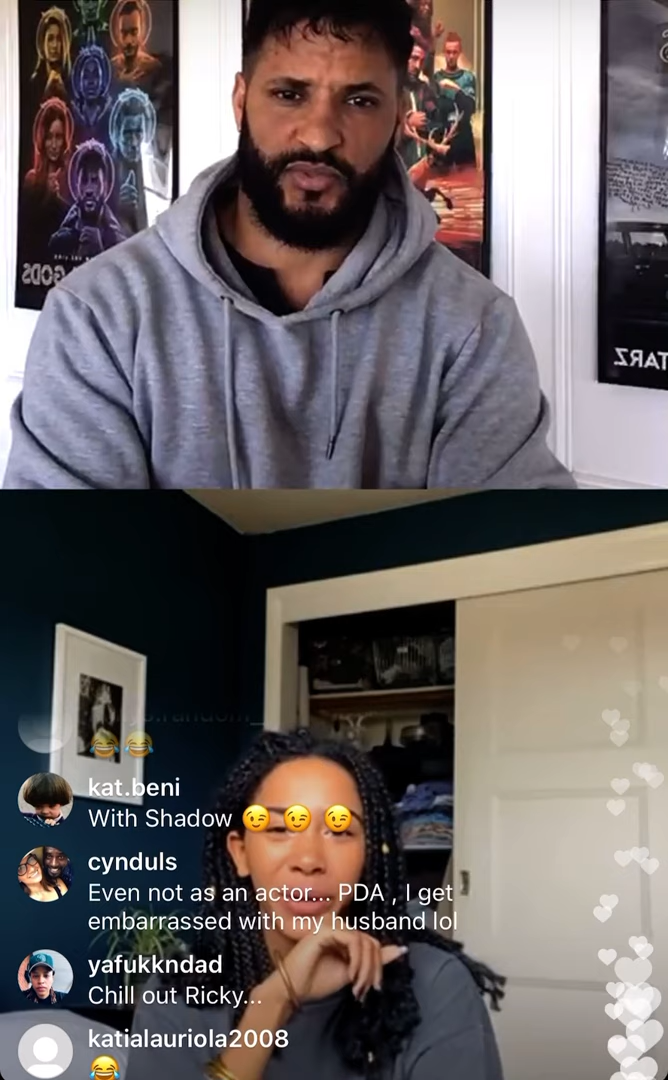 GODS
STARZ
😂😂
kat.beni
With Shadow 😉 😉 😉
cynduls
Even not as an actor... PDA , I get
embarrassed with my husband lol
yafukkndad
Chill out Ricky...
katialauriola2008
😂